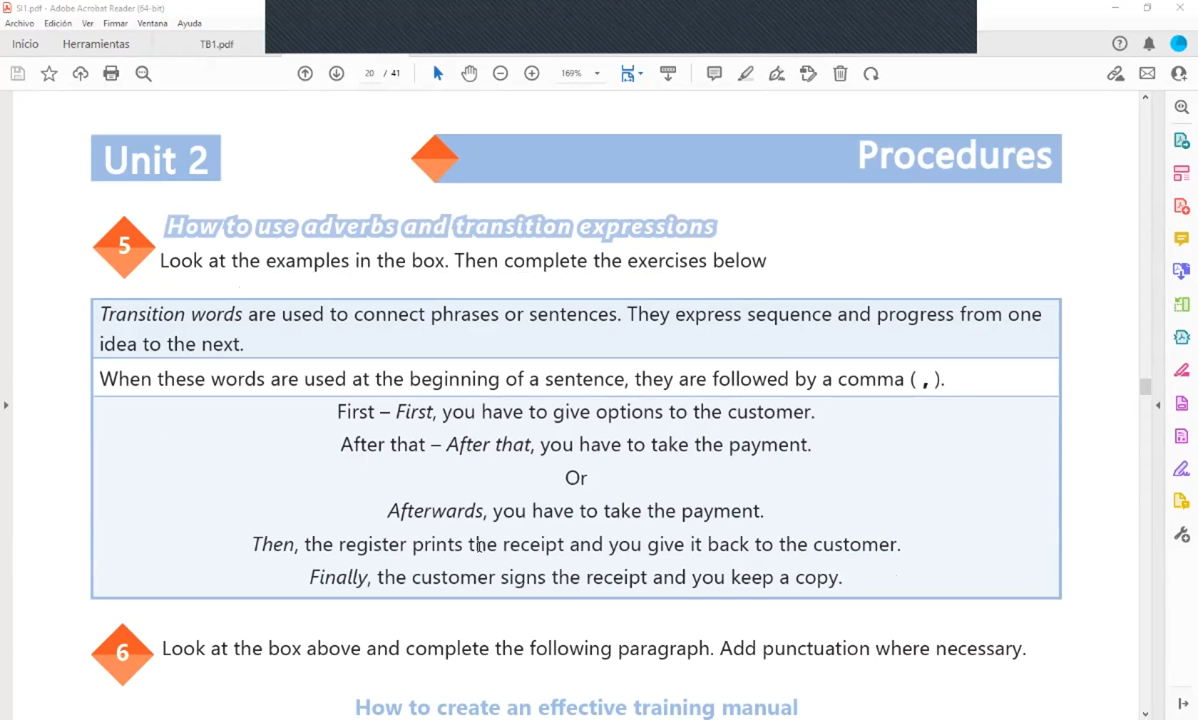 SI1.pdf - Adobe Acrobat Reader (64-bit)
Archivo Edición Ver Firmar Ventana Ayuda
Inicio Herramientas TB1.pdf
20 / 41 169%
Unit 2 Procedures
5 How to use adverbs and transition expressions
Look at the examples in the box. Then complete the exercises below
Transition words are used to connect phrases or sentences. They express sequence and progress from one
idea to the next.
When these words are used at the beginning of a sentence, they are followed by a comma ( , ).
First – First, you have to give options to the customer.
After that – After that, you have to take the payment.
Or
Afterwards, you have to take the payment.
Then, the register prints the receipt and you give it back to the customer.
Finally, the customer signs the receipt and you keep a copy.
6 Look at the box above and complete the following paragraph. Add punctuation where necessary.
How to create an effective training manual